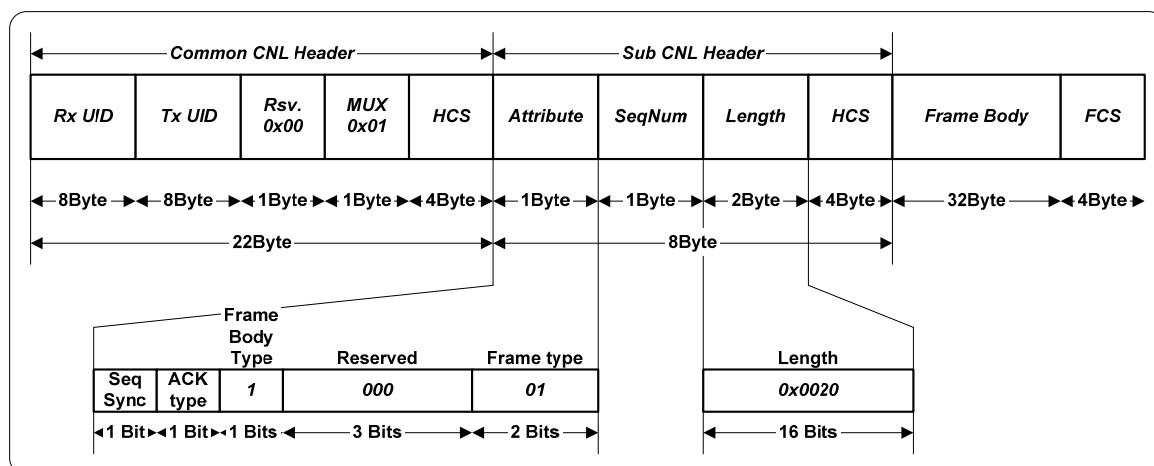 Common CNL Header
Sub CNL Header
Rx UID
Tx UID
Rsv.
0x00
MUX
0x01
HCS
Attribute
SeqNum
Length
HCS
Frame Body
FCS
8Byte
8Byte
1Byte
1Byte
4Byte
1Byte
1Byte
2Byte
4Byte
32Byte
4Byte
22Byte
8Byte
Frame
Body
Type
Reserved
Frame type
Length
Seq
Sync
ACK
type
1
000
01
0x0020
1 Bit
1 Bit
1 Bits
3 Bits
2 Bits
16 Bits